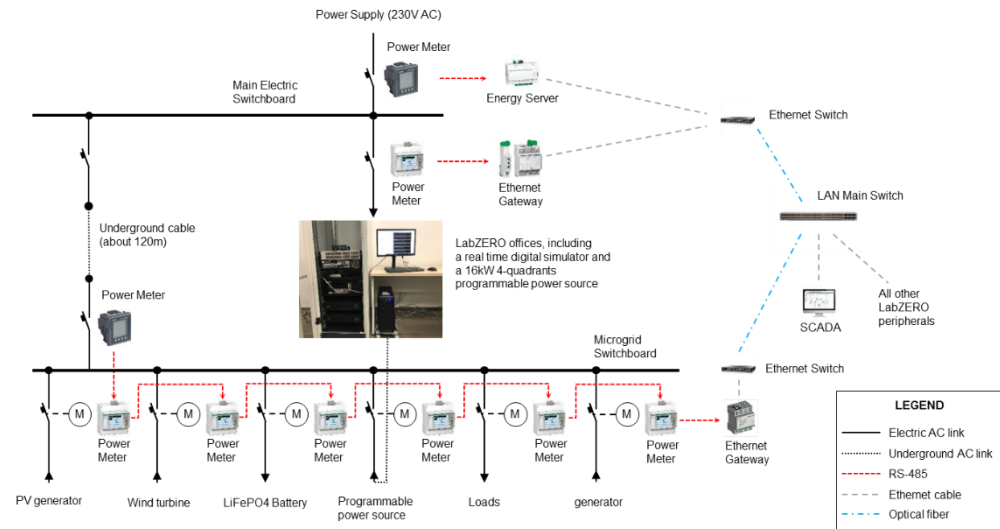 Power Supply (230V AC)
Power Meter
Main Electric
Switchboard
Energy Server
Ethernet Switch
Power
Meter
Ethernet
Gateway
LAN Main Switch
Underground cable
(about 120m)
LabZERO offices, including
a real time digital simulator and
a 16kW 4-quadrants
programmable power source
Power Meter
SCADA
All other
LabZERO
peripherals
Microgrid
Switchboard
Ethernet Switch
M
M
M
M
M
M
Power
Meter
Power
Meter
Power
Meter
Power
Meter
Power
Meter
Power
Meter
Ethernet
Gateway
PV generator
Wind turbine
LiFePO4 Battery
Programmable
power source
Loads
generator
LEGEND
Electric AC link
Underground AC link
RS-485
Ethernet cable
Optical fiber